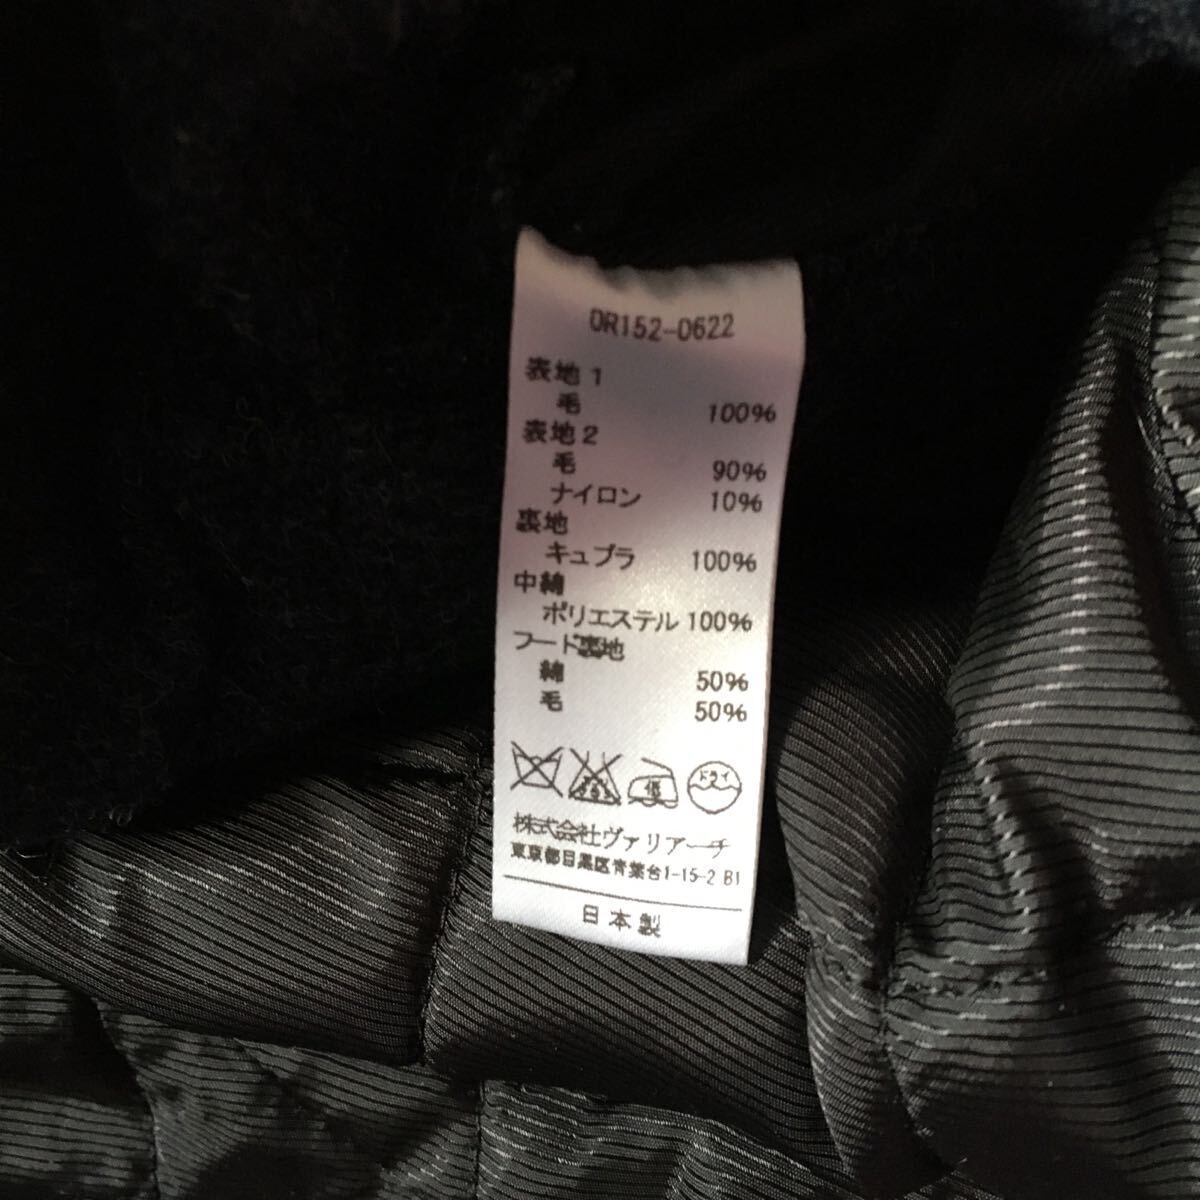 OR152-0622
表地1
毛 100%
表地2
毛 90%
ナイロン 10%
裏地
キュプラ 100%
中綿
ポリエステル 100%
フード裏地
綿 50%
毛 50%
低 ドライ
株式会社ヴァリアーチ
東京都目黒区青葉台1-15-2 B1
日本製